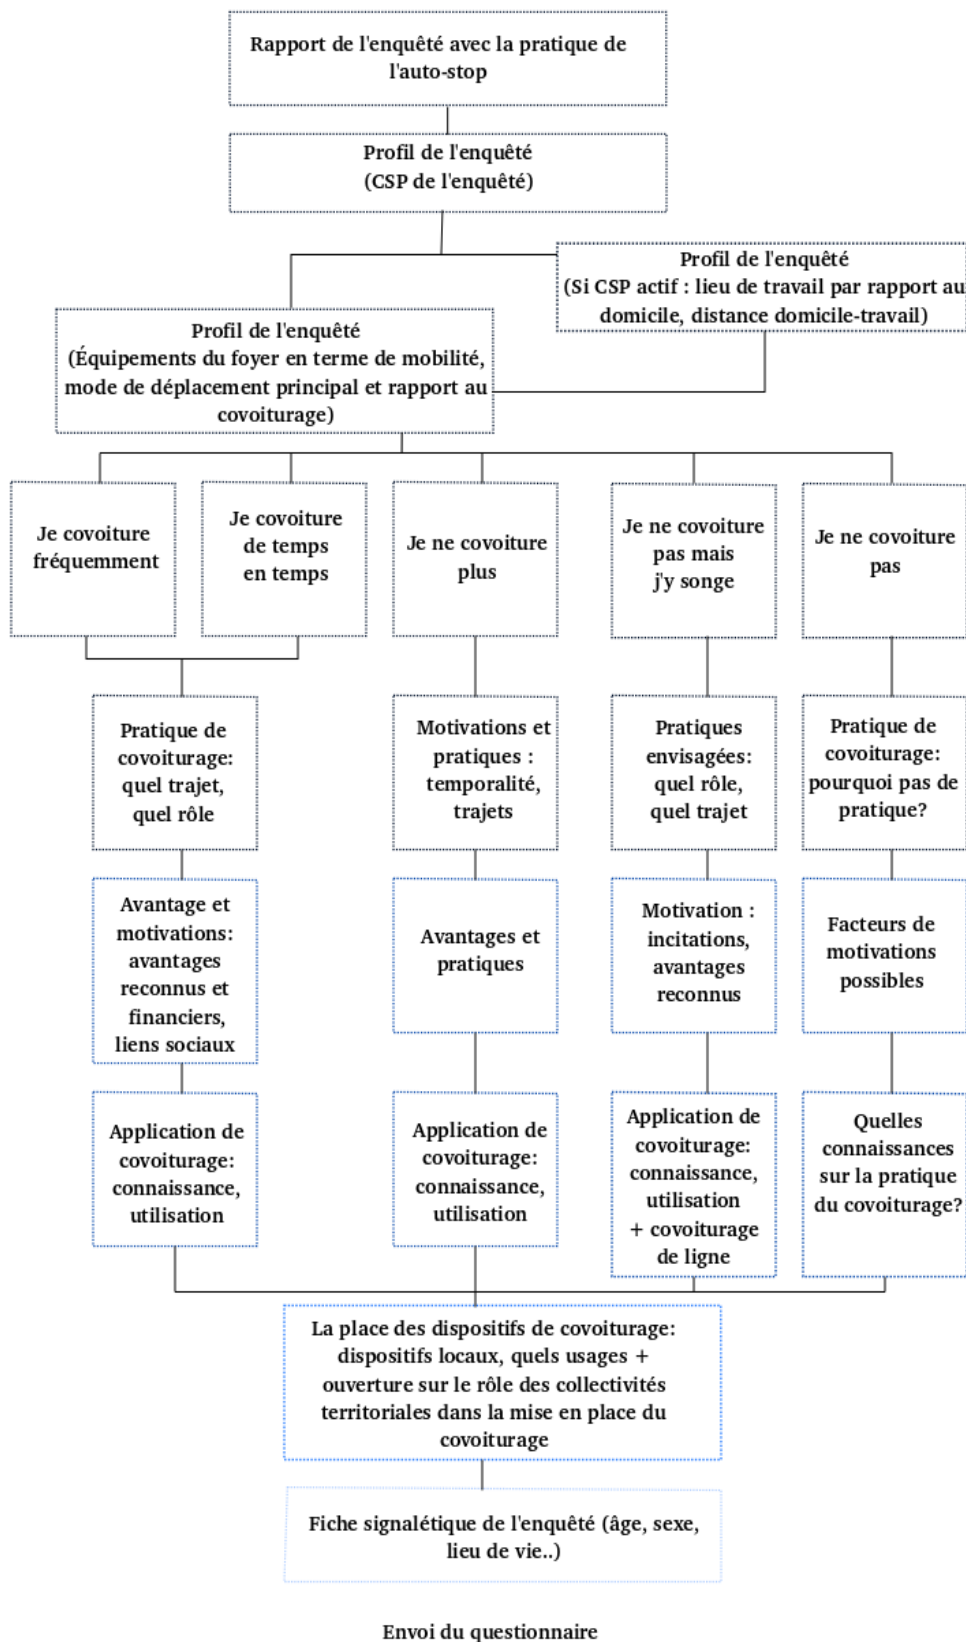 Rapport de l'enquêté avec la pratique de
l'auto-stop
Profil de l'enquêté
(CSP de l'enquêté)
Profil de l'enquêté
(Si CSP actif : lieu de travail par rapport au
domicile, distance domicile-travail)
Profil de l'enquêté
(Équipements du foyer en terme de mobilité,
mode de déplacement principal et rapport au
covoiturage)
Je covoiture
fréquemment
Je covoiture
de temps
en temps
Je ne covoiture
plus
Je ne covoiture
pas mais
j'y songe
Je ne covoiture
pas
Pratique de
covoiturage:
quel trajet,
quel rôle
Motivations et
pratiques :
temporalité,
trajets
Pratiques
envisagées:
quel rôle,
quel trajet
Pratique de
covoiturage:
pourquoi pas de
pratique?
Avantage et
motivations:
avantages
reconnus et
financiers,
liens sociaux
Avantages et
pratiques
Motivation :
incitations,
avantages
reconnus
Facteurs de
motivations
possibles
Application de
covoiturage:
connaissance,
utilisation
Application de
covoiturage:
connaissance,
utilisation
Application de
covoiturage:
connaissance,
utilisation
+ covoiturage
de ligne
Quelles
connaissances
sur la pratique
du covoiturage?
La place des dispositifs de covoiturage:
dispositifs locaux, quels usages +
ouverture sur le rôle des collectivités
territoriales dans la mise en place du
covoiturage
Fiche signalétique de l'enquêté (âge, sexe,
lieu de vie..)
Envoi du questionnaire